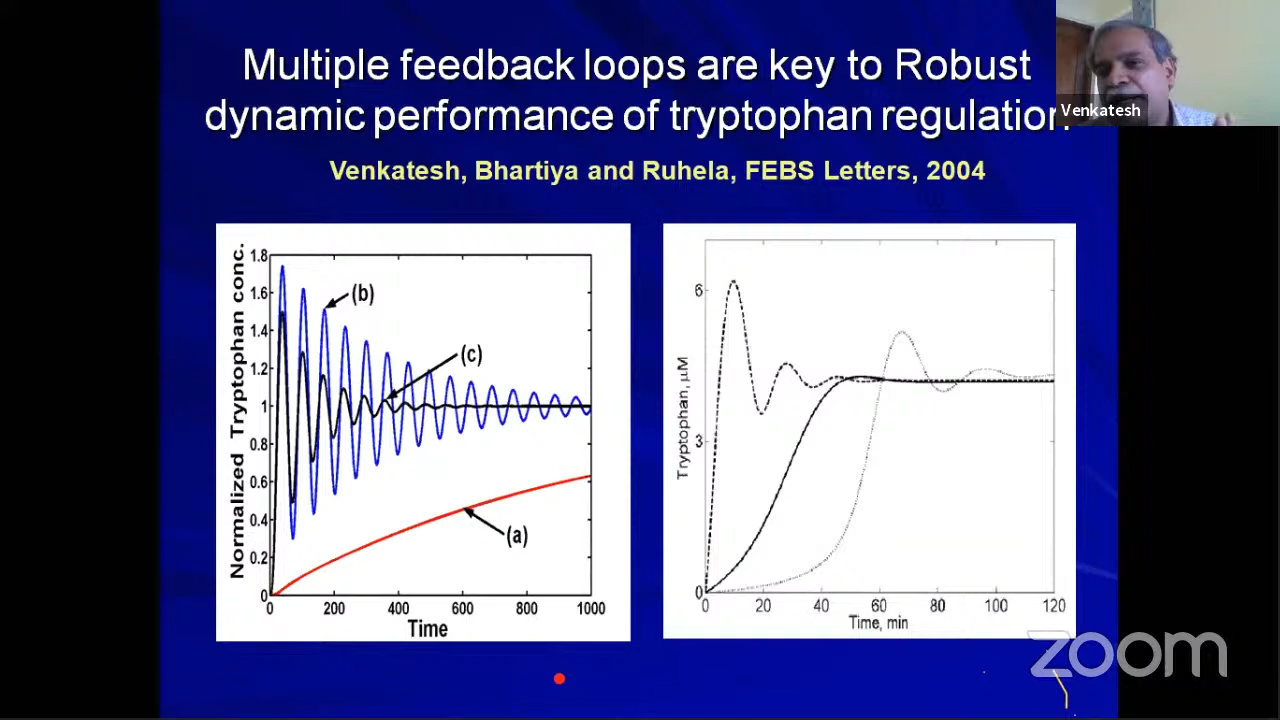 Multiple feedback loops are key to Robust
dynamic performance of tryptophan regulation
Venkatesh
Venkatesh, Bhartiya and Ruhela, FEBS Letters, 2004
Normalized Tryptophan conc.
1.8
1.6
1.4
1.2
1
0.8
0.6
0.4
0.2
0
(b)
(c)
(a)
0 200 400 600 800 1000
Time
Tryptophan, μM
6
3
0
0 20 40 60 80 100 120
Time, min
zoom